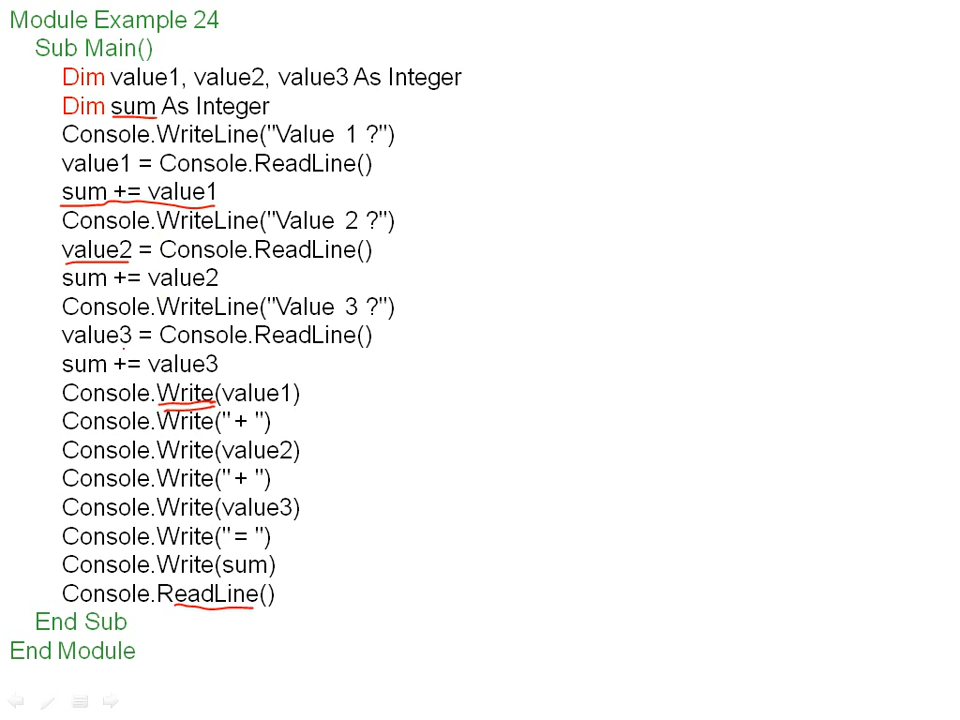 Module Example 24
Sub Main()
Dim value1, value2, value3 As Integer
Dim sum As Integer
Console.WriteLine("Value 1 ?")
value1 = Console.ReadLine()
sum += value1
Console.WriteLine("Value 2 ?")
value2 = Console.ReadLine()
sum += value2
Console.WriteLine("Value 3 ?")
value3 = Console.ReadLine()
sum += value3
Console.Write(value1)
Console.Write(" + ")
Console.Write(value2)
Console.Write(" + ")
Console.Write(value3)
Console.Write(" = ")
Console.Write(sum)
Console.ReadLine()
End Sub
End Module